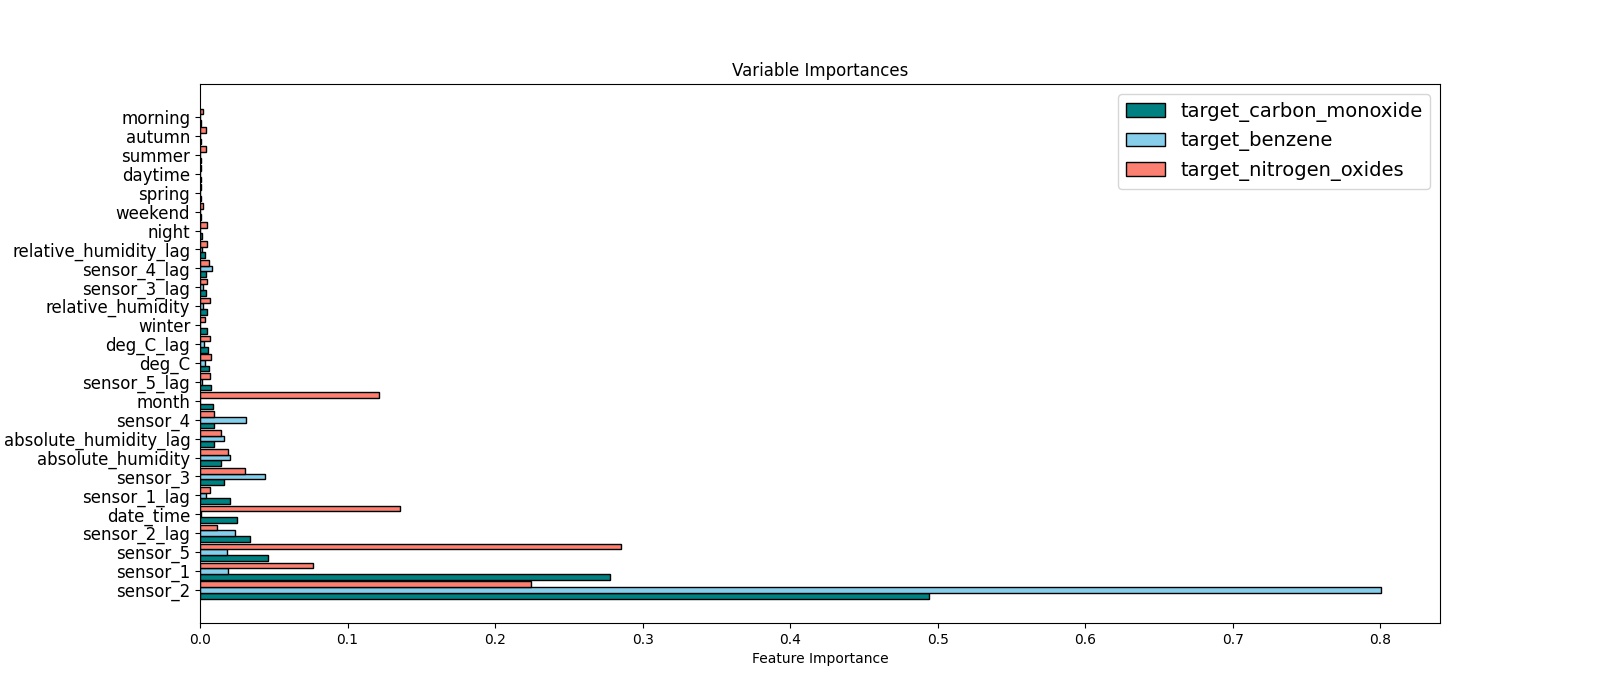 Variable Importances
target_carbon_monoxide
target_benzene
target_nitrogen_oxides
morning
autumn
summer
daytime
spring
weekend
night
relative_humidity_lag
sensor_4_lag
sensor_3_lag
relative_humidity
winter
deg_C_lag
deg_C
sensor_5_lag
month
sensor_4
absolute_humidity_lag
absolute_humidity
sensor_3
sensor_1_lag
date_time
sensor_2_lag
sensor_5
sensor_1
sensor_2
0.0 0.1 0.2 0.3 0.4 0.5 0.6 0.7 0.8
Feature Importance